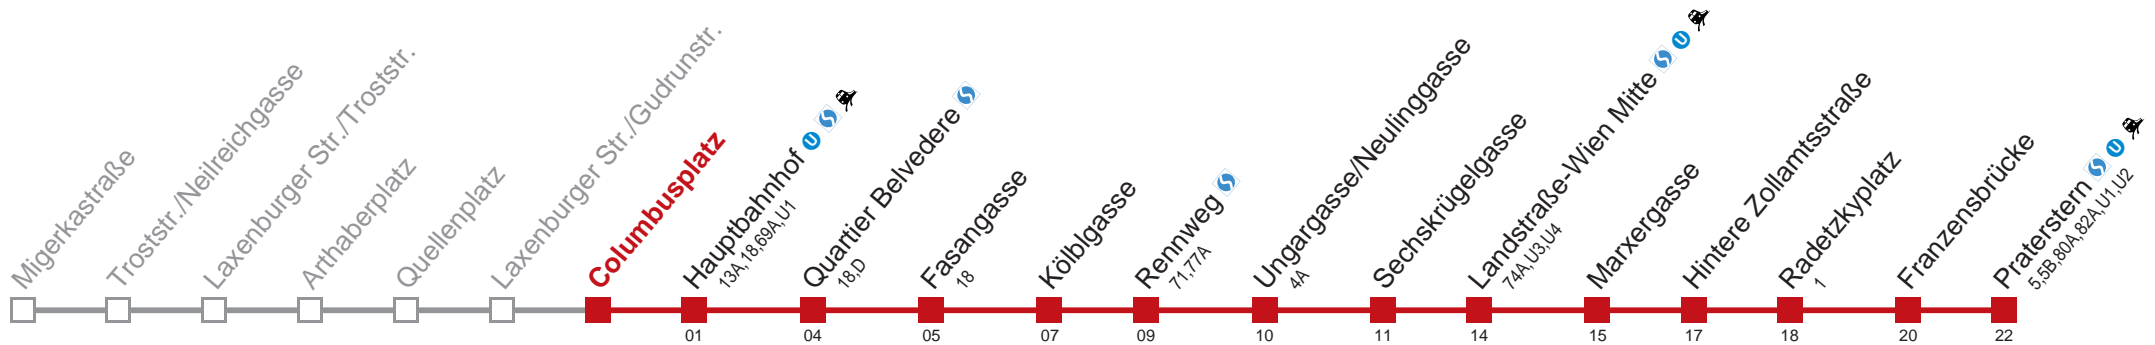 Migerkastraße
Troststr./Neilreichgasse
Laxenburger Str./Troststr.
Arthaberplatz
Quellenplatz
Laxenburger Str./Gudrunstr.
Columbusplatz
Hauptbahnhof U
13A,18,69A,U1
01
Quartier Belvedere
18,D
04
Fasangasse
18
05
Kölblgasse
07
Rennweg
71,77A
09
Ungargasse/Neulinggasse
4A
10
Sechskrügelgasse
11
Landstraße-Wien Mitte U
74A,U3,U4
14
Marxergasse
15
Hintere Zollamtsstraße
17
Radetzkyplatz
1
18
Franzensbrücke
20
Praterstern U
5,5B,80A,82A,U1,U2
22